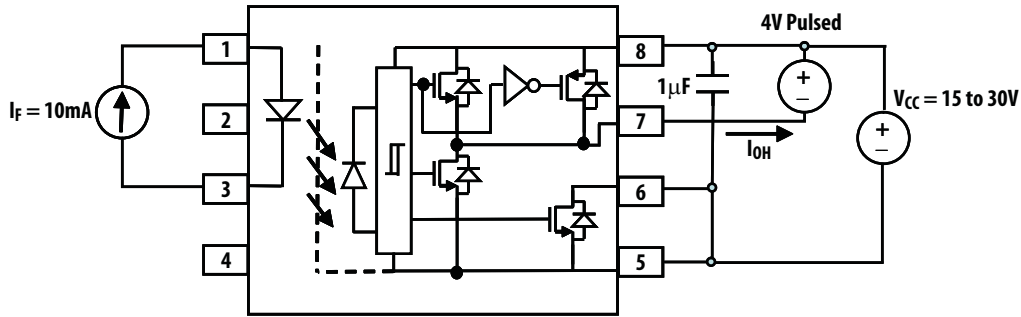 4V Pulsed
1
8
1μF
+
−
I_F = 10mA
2
7
V_CC = 15 to 30V
+
−
I_OH
3
6
4
5